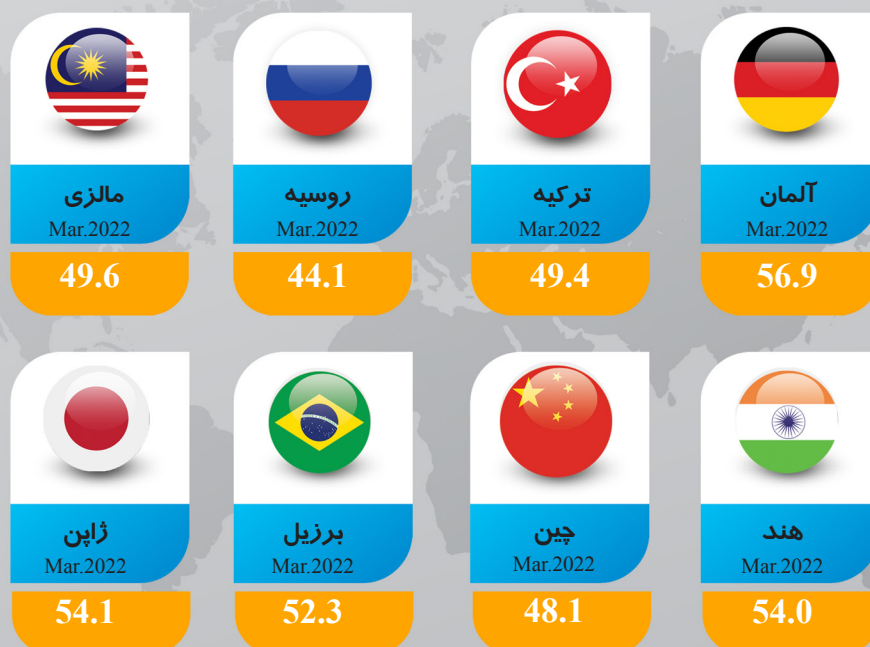 آلمان
Mar.2022
56.9
ترکیه
Mar.2022
49.4
روسیه
Mar.2022
44.1
مالزی
Mar.2022
49.6
هند
Mar.2022
54.0
چین
Mar.2022
48.1
برزیل
Mar.2022
52.3
ژاپن
Mar.2022
54.1